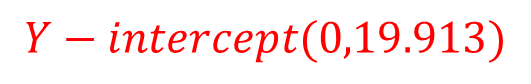 Y − intercept(0,19.913)